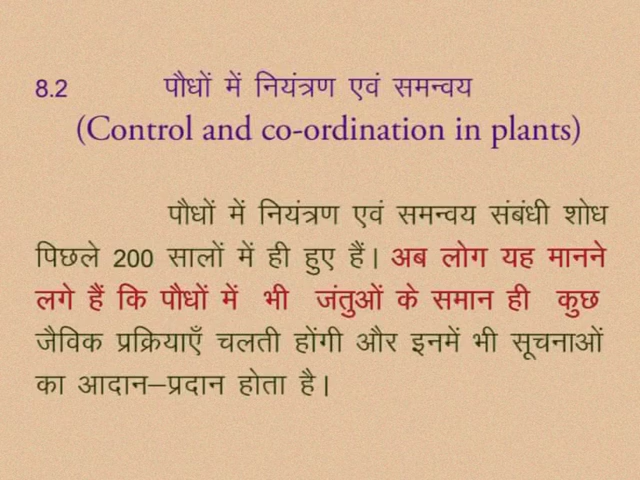 8.2 पौधों में नियंत्रण एवं समन्वय
(Control and co-ordination in plants)
पौधों में नियंत्रण एवं समन्वय संबंधी शोध
पिछले 200 सालों में ही हुए हैं। अब लोग यह मानने
लगे हैं कि पौधों में भी जंतुओं के समान ही कुछ
जैविक प्रक्रियाएँ चलती होंगी और इनमें भी सूचनाओं
का आदान–प्रदान होता है।